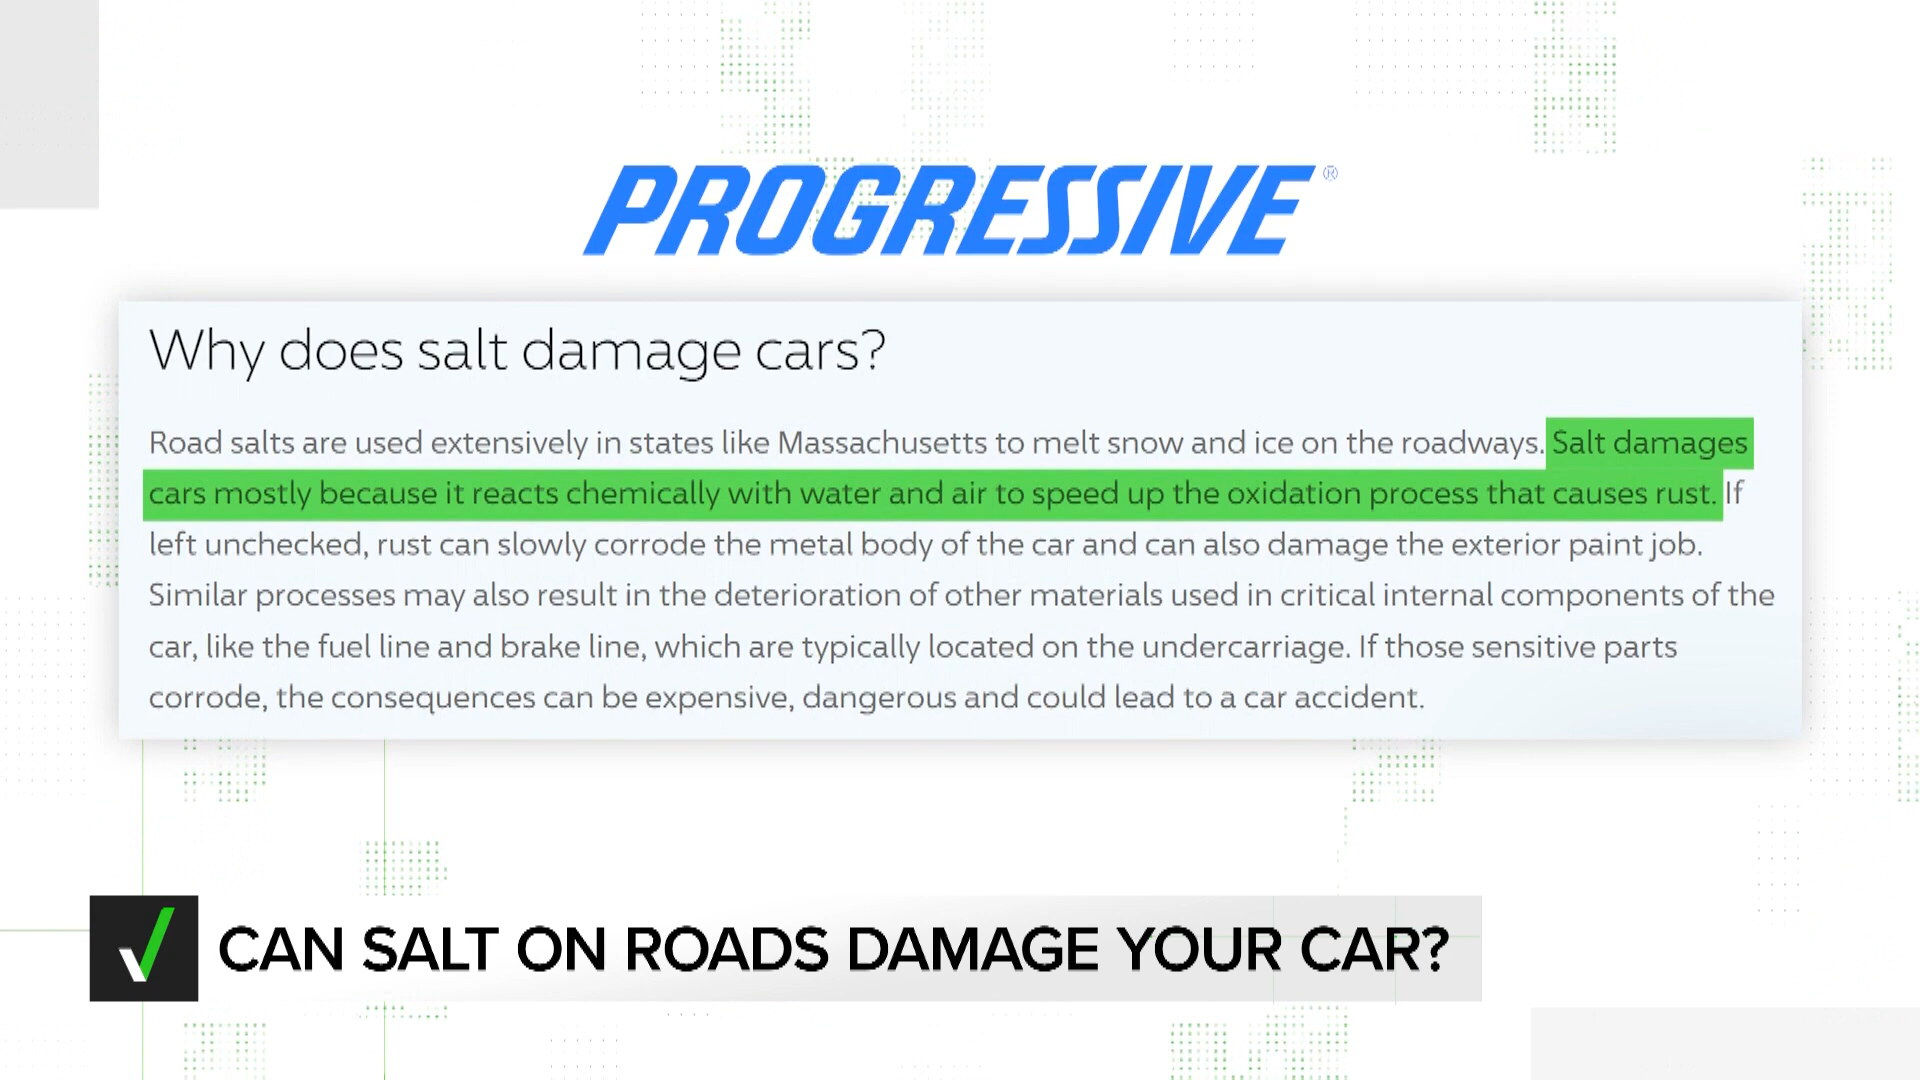 PROGRESSIVE®
Why does salt damage cars?
Road salts are used extensively in states like Massachusetts to melt snow and ice on the roadways. Salt damages
cars mostly because it reacts chemically with water and air to speed up the oxidation process that causes rust. If
left unchecked, rust can slowly corrode the metal body of the car and can also damage the exterior paint job.
Similar processes may also result in the deterioration of other materials used in critical internal components of the
car, like the fuel line and brake line, which are typically located on the undercarriage. If those sensitive parts
corrode, the consequences can be expensive, dangerous and could lead to a car accident.
CAN SALT ON ROADS DAMAGE YOUR CAR?